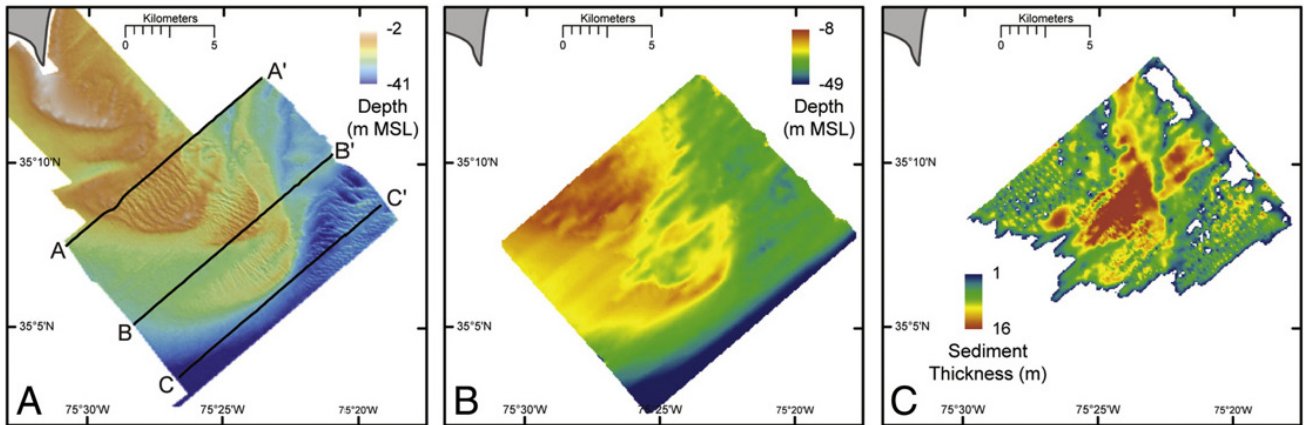 Kilometers
0 5
-2
-41
Depth
(m MSL)
A'
B'
C'
A
B
C
35°10'N
35°5'N
A
75°30'W 75°25'W 75°20'W
Kilometers
0 5
-8
-49
Depth
(m MSL)
35°10'N
35°5'N
B
75°30'W 75°25'W 75°20'W
Kilometers
0 5
35°10'N
35°5'N
1
16
Sediment
Thickness (m)
C
75°30'W 75°25'W 75°20'W